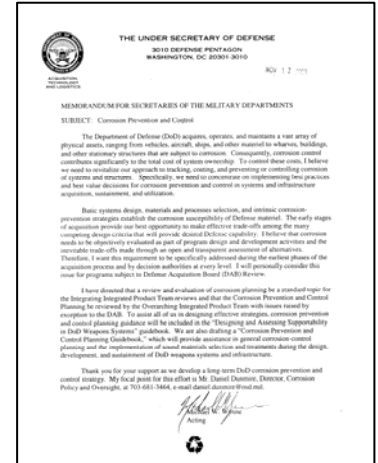 THE UNDER SECRETARY OF DEFENSE
3010 DEFENSE PENTAGON
WASHINGTON, DC 20301-3010
ACQUISITION,
TECHNOLOGY
AND LOGISTICS
NOV 12
MEMORANDUM FOR SECRETARIES OF THE MILITARY DEPARTMENTS
SUBJECT: Corrosion Prevention and Control
The Department of Defense (DoD) acquires, operates, and maintains a vast array of
physical assets, ranging from vehicles, aircraft, ships, and other materiel to wharves, buildings,
and other stationary structures that are subject to corrosion. Consequently, corrosion control
contributes significantly to the total cost of system ownership. To control these costs, I believe
we need to revitalize our approach to tracking, costing, and preventing or controlling corrosion
of systems and structures. Specifically, we need to concentrate on implementing best practices
and best value decisions for corrosion prevention and control in systems and infrastructure
acquisition, sustainment, and utilization.
Basic systems design, materials and processes selection, and intrinsic corrosion-
prevention strategies establish the corrosion susceptibility of Defense materiel. The early stages
of acquisition provide our best opportunity to make effective trade-offs among the many
competing design criteria that will provide desired Defense capability. I believe that corrosion
needs to be objectively evaluated as part of program design and development activities and the
inevitable trade-offs made through an open and transparent assessment of alternatives.
Therefore, I want this requirement to be specifically addressed during the earliest phases of the
acquisition process and by decision authorities at every level. I will personally consider this
issue for programs subject to Defense Acquisition Board (DAB) Review.
I have directed that a review and evaluation of corrosion planning be a standard topic for
the Integrating Integrated Product Team reviews and that the Corrosion Prevention and Control
Planning be reviewed by the Overarching Integrated Product Team with issues raised by
exception to the DAB. To assist all of us in designing effective strategies, corrosion prevention
and control planning guidance will be included in the "Designing and Assessing Supportability
in DoD Weapons Systems" guidebook. We are also drafting a "Corrosion Prevention and
Control Planning Guidebook," which will provide assistance in general corrosion-control
planning and the implementation of sound materials selection and treatments during the design,
development, and sustainment of DoD weapons systems and infrastructure.
Thank you for your support as we develop a long-term DoD corrosion prevention and
control strategy. My focal point for this effort is Mr. Daniel Dunmire, Director, Corrosion
Policy and Oversight, at 703-681-3464, e-mail daniel.dunmire@osd.mil.
Michael W. Wynne
Acting